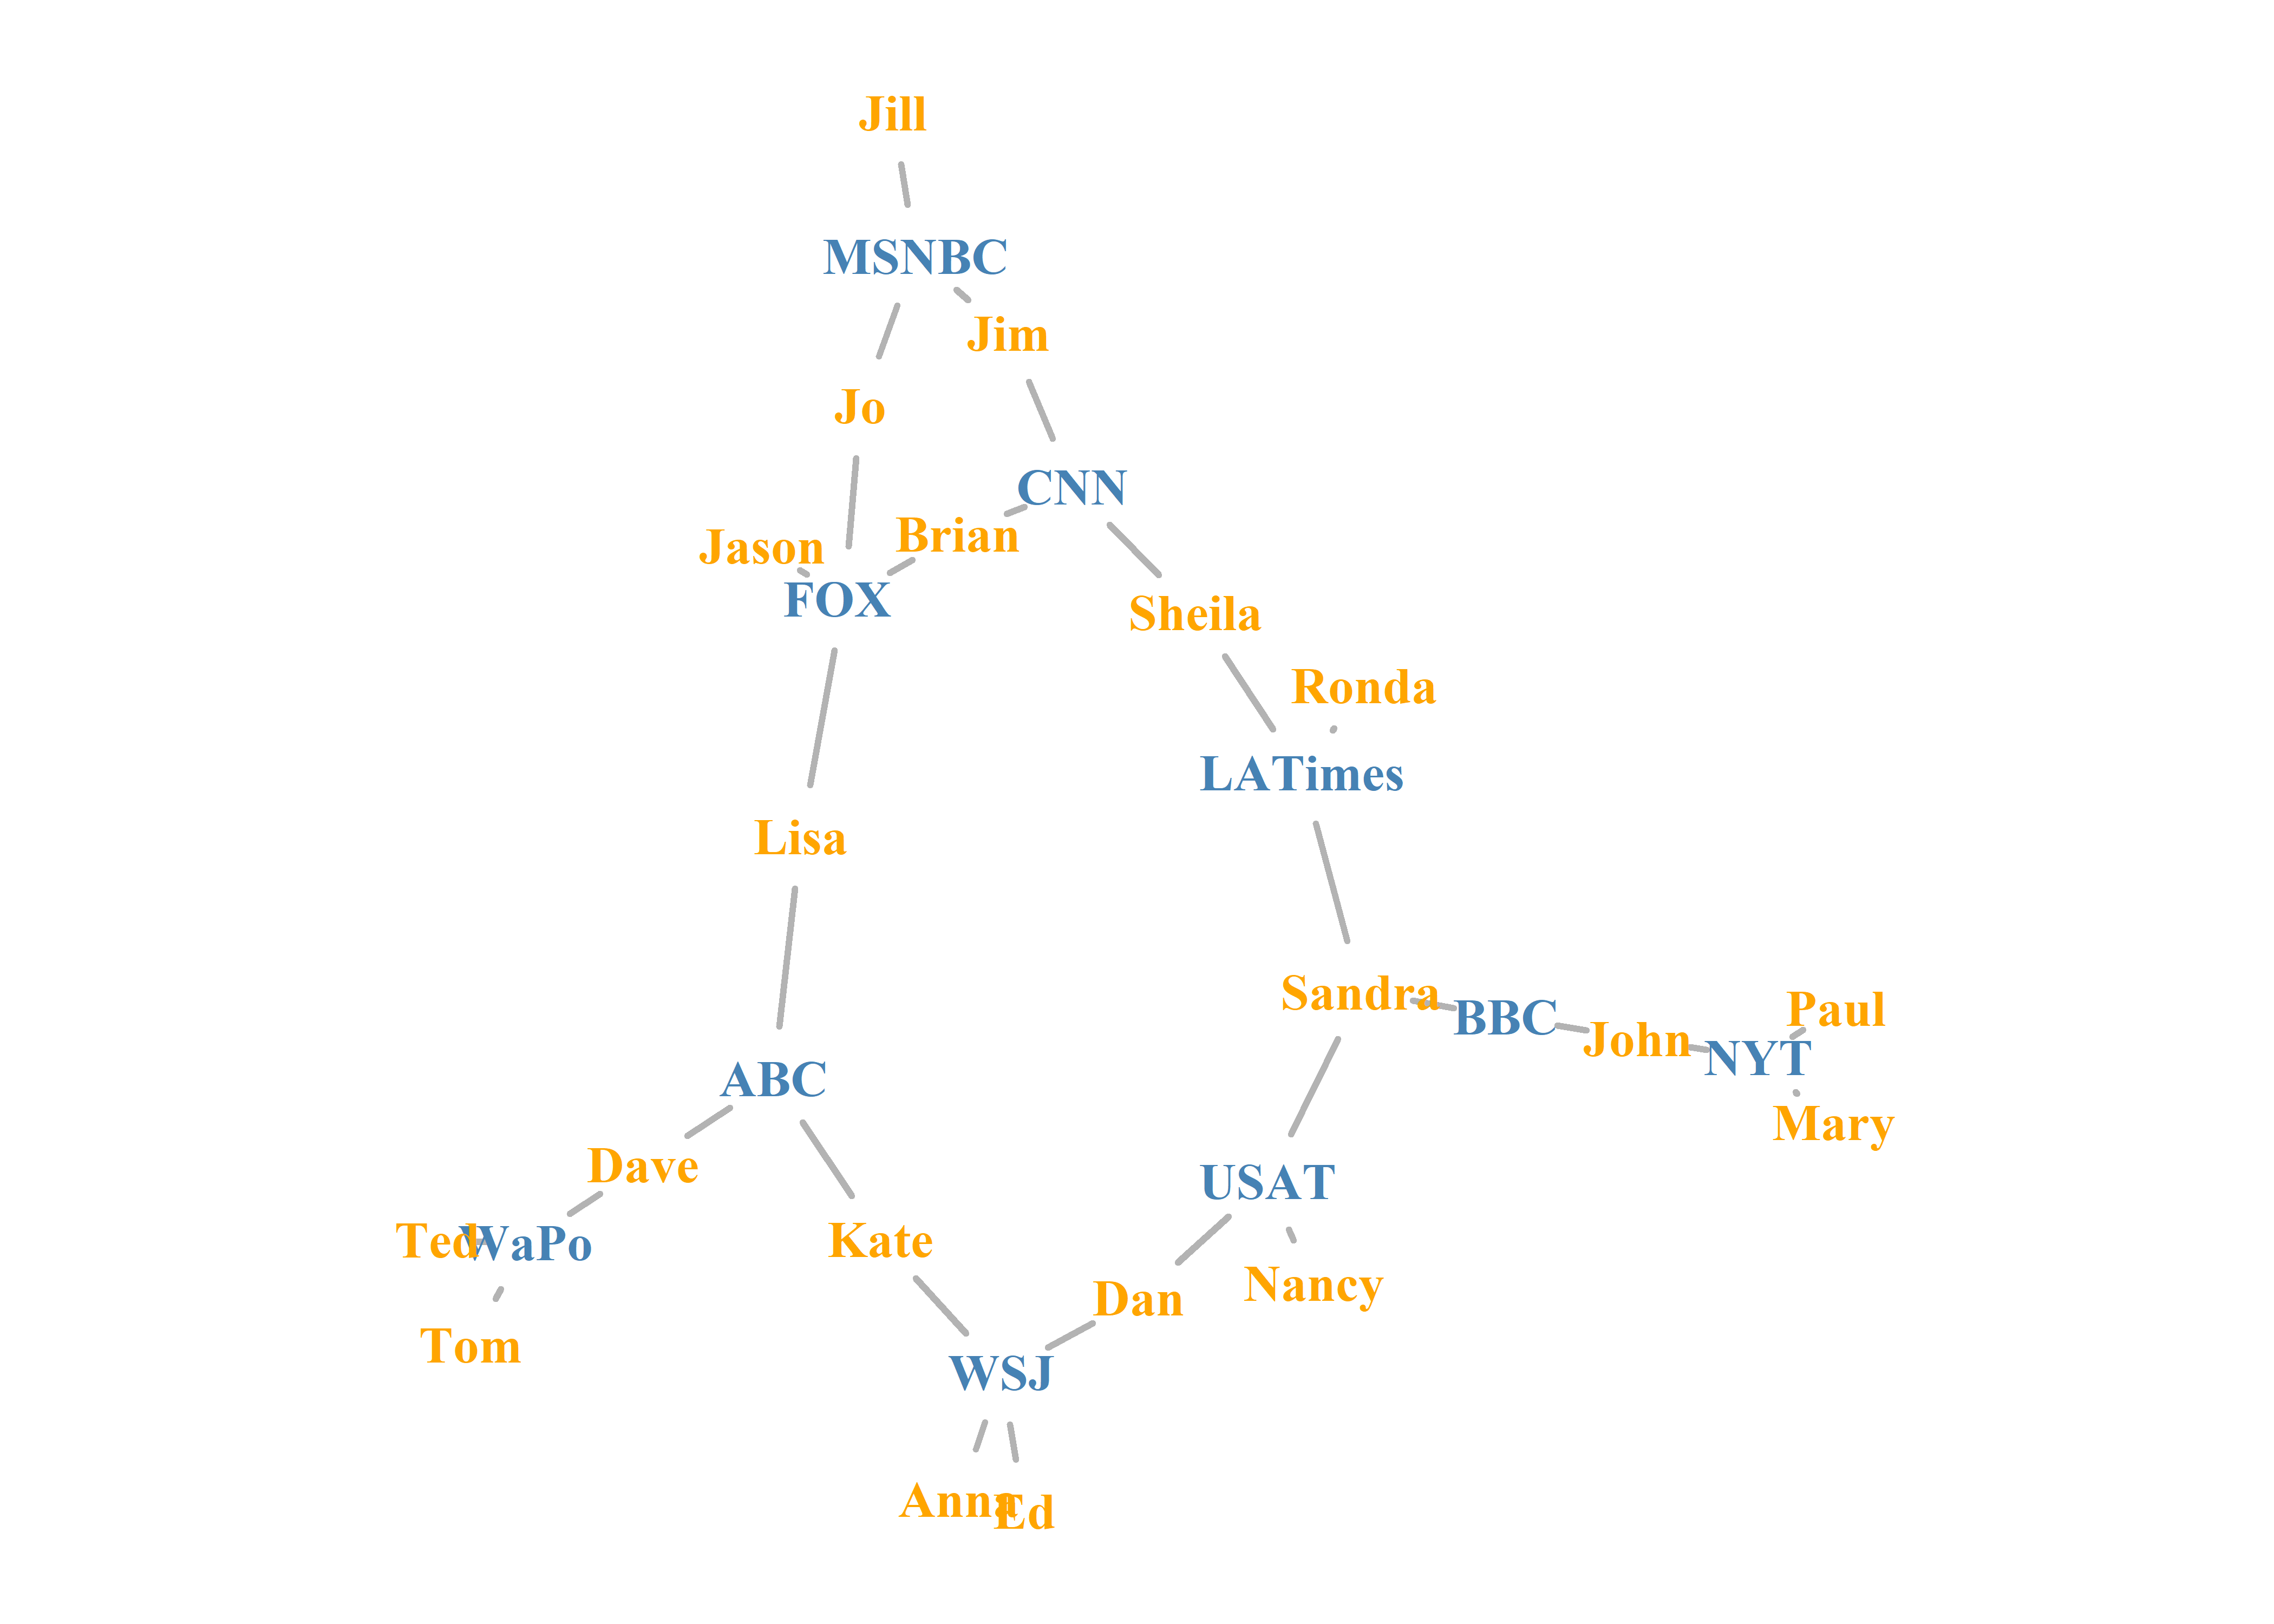 Jill
MSNBC
Jim
Jo
CNN
Brian
Jason
FOX
Sheila
Ronda
LATimes
Lisa
Sandra
BBC
Paul
John
NYT
ABC
Mary
Dave
USAT
Ted
WaPo
Kate
Nancy
Dan
Tom
WSJ
Anna
Ed